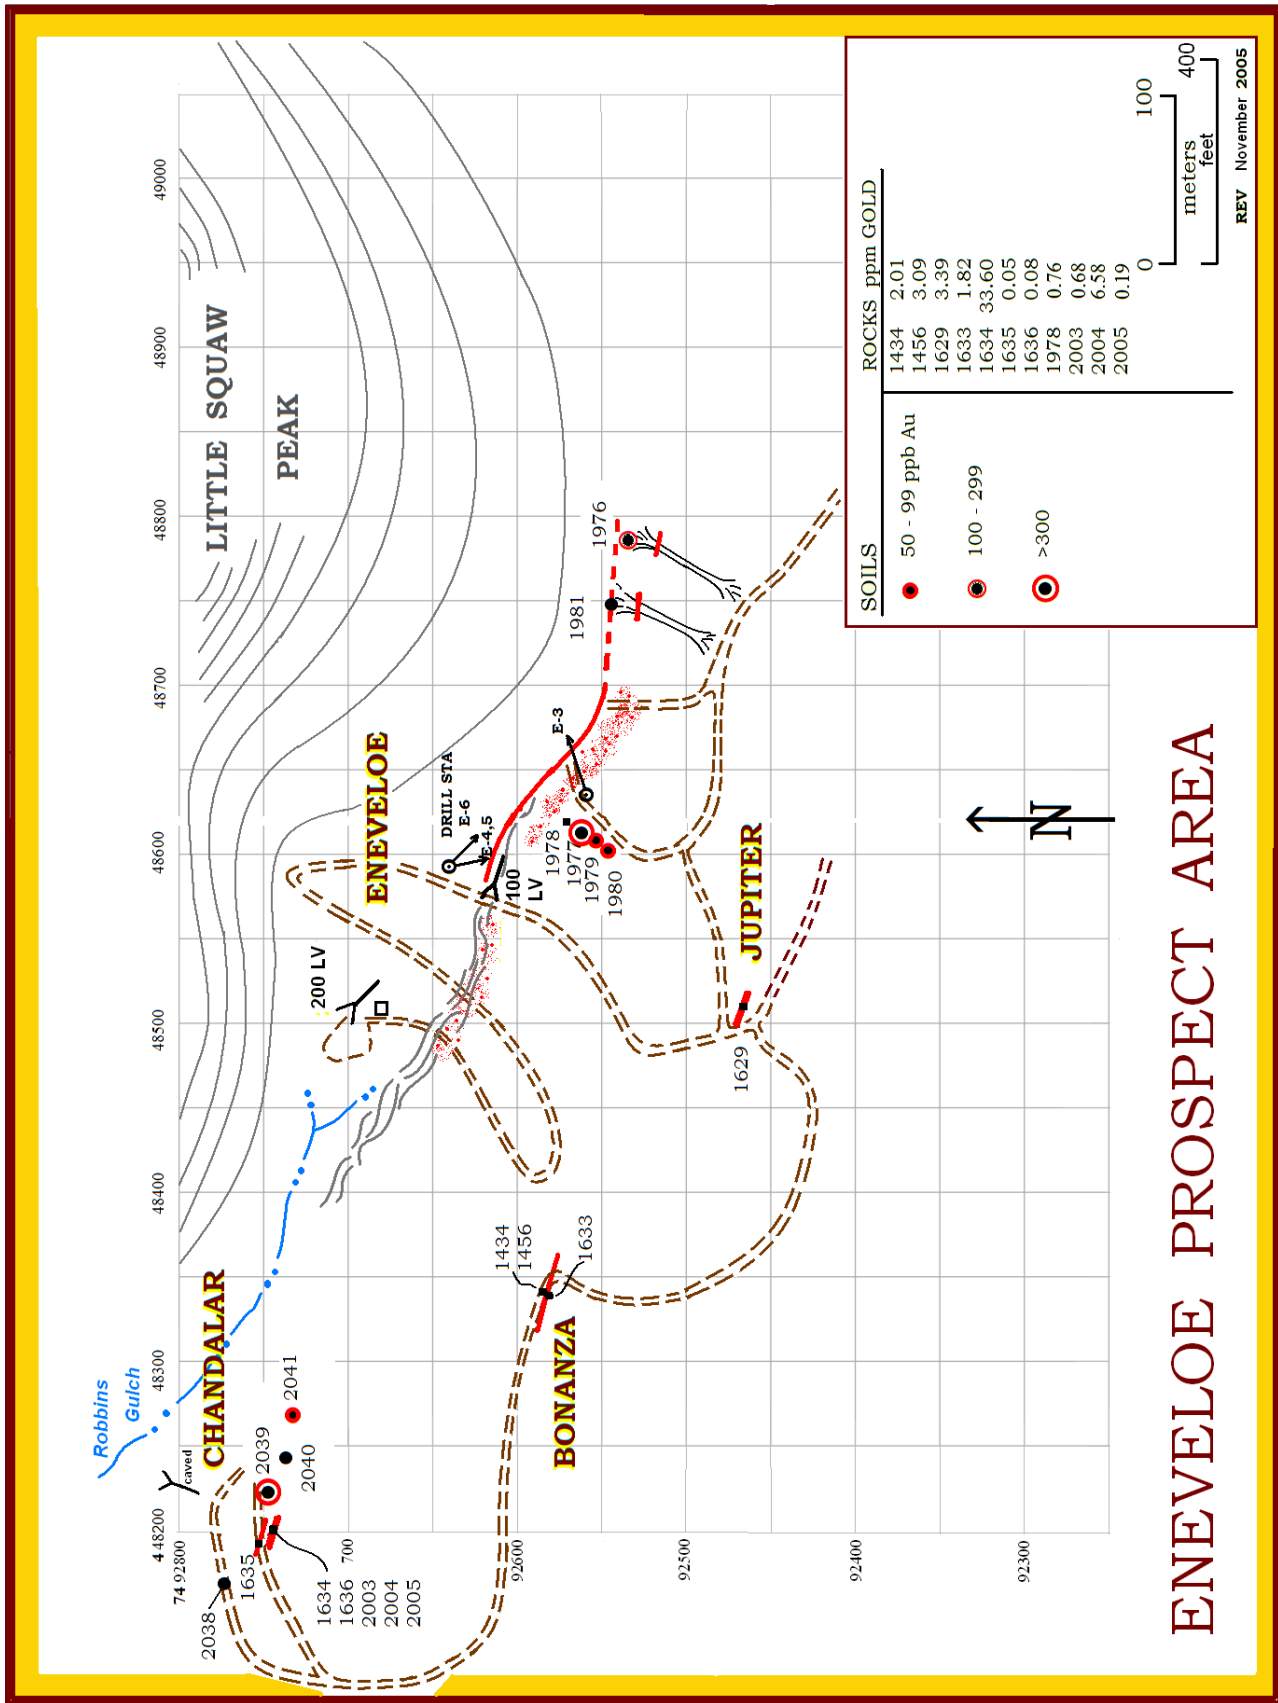 Robbins
Gulch
caved
CHANDALAR
LITTLE SQUAW
PEAK
4 48200
48300
48400
48500
48600
48700
48800
48900
49000
74 92800
700
92600
92500
92400
92300
2038
1635
2039
2041
2040
1634
1636
2003
2004
2005
200 LV
ENEVELOE
DRILL STA
E-6
E-4,5
100
LV
E-3
1978
1977
1979
1980
1981
1976
1434
1456
1633
BONANZA
1629
JUPITER
N
SOILS
50 - 99 ppb Au
100 - 299
>300
ROCKS ppm GOLD
1434 2.01
1456 3.09
1629 3.39
1633 1.82
1634 33.60
1635 0.05
1636 0.08
1978 0.76
2003 0.68
2004 6.58
2005 0.19
0 100
meters
feet
400
REV November 2005
ENEVELOE PROSPECT AREA